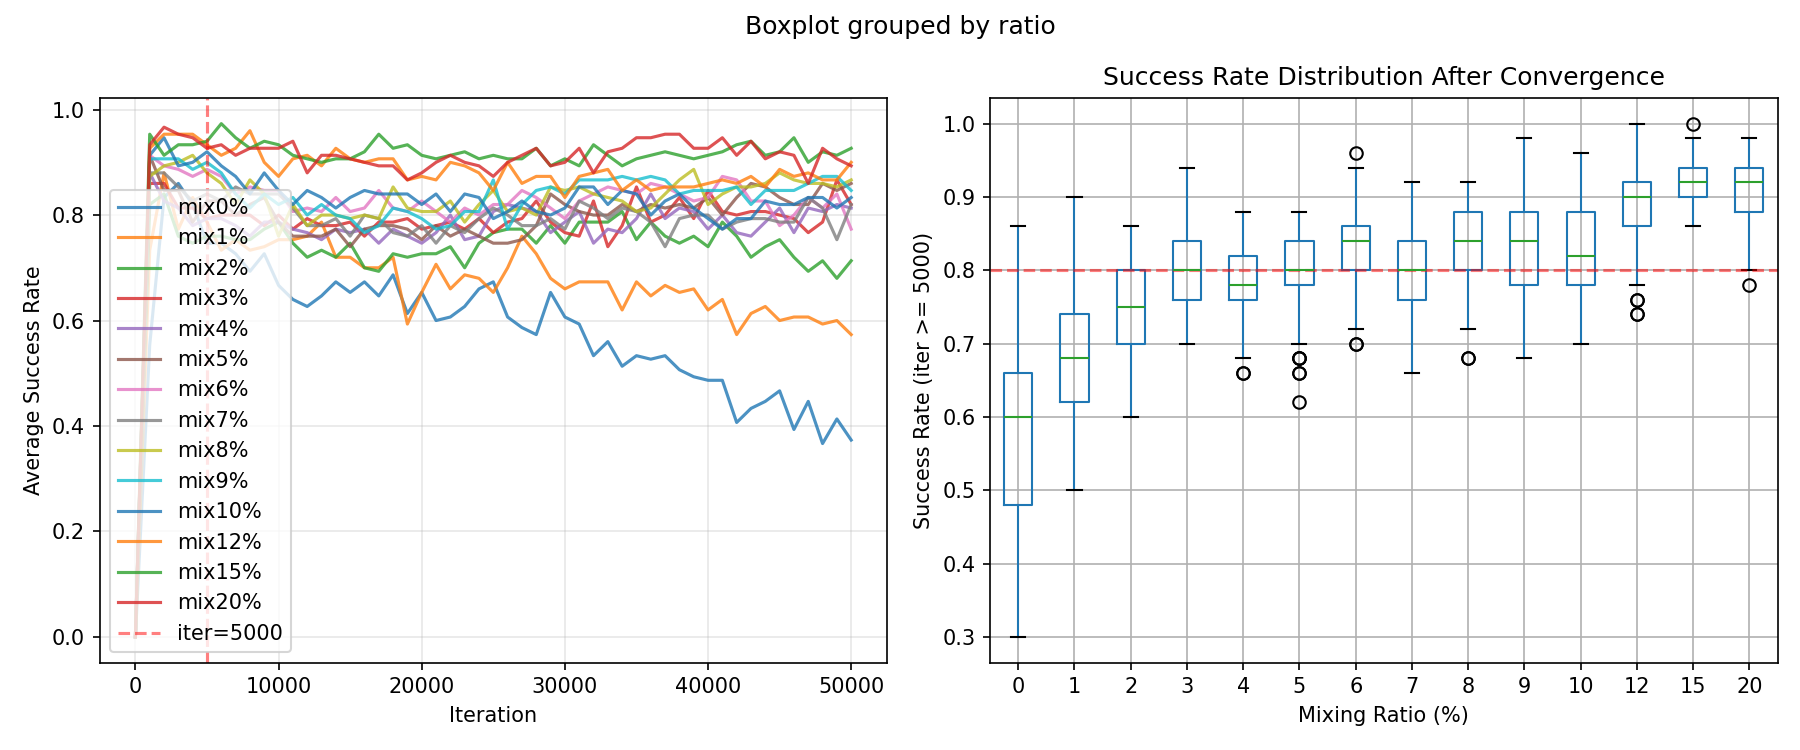 Boxplot grouped by ratio
Average Success Rate
1.0
0.8
0.6
0.4
0.2
0.0
mix0%
mix1%
mix2%
mix3%
mix4%
mix5%
mix6%
mix7%
mix8%
mix9%
mix10%
mix12%
mix15%
mix20%
iter=5000
0 10000 20000 30000 40000 50000
Iteration
Success Rate Distribution After Convergence
Success Rate (iter >= 5000)
1.0
0.9
0.8
0.7
0.6
0.5
0.4
0.3
0 1 2 3 4 5 6 7 8 9 10 12 15 20
Mixing Ratio (%)